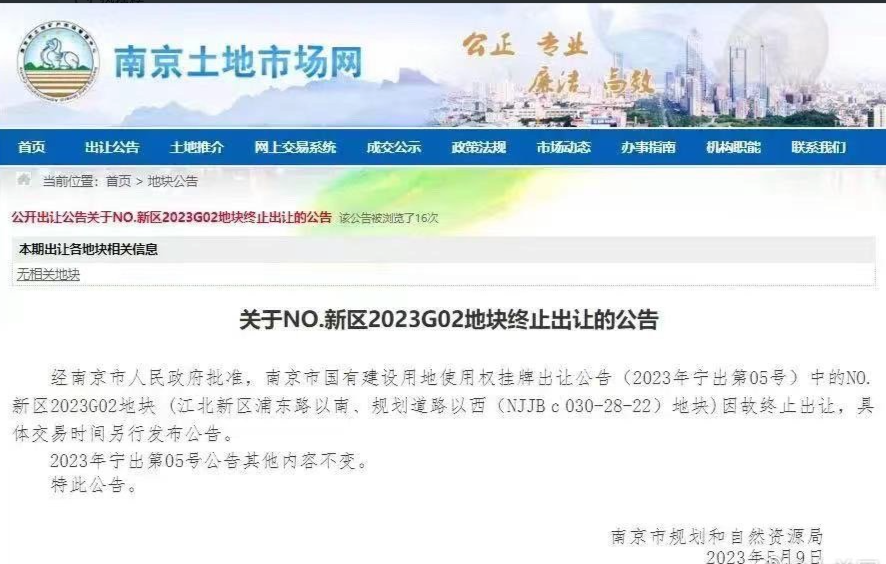 南京土地市场网
公正 专业
廉洁 高效
首页 出让公告 土地推介 网上交易系统 成交公示 政策法规 市场动态 办事指南 机构职能 联系我们
当前位置：首页 > 地块公告
公开出让公告关于NO.新区2023G02地块终止出让的公告 该公告被浏览了16次
本期出让各地块相关信息
无相关地块
关于NO.新区2023G02地块终止出让的公告
经南京市人民政府批准，南京市国有建设用地使用权挂牌出让公告（2023年宁出第05号）中的NO.
新区2023G02地块（江北新区浦东路以南、规划道路以西（NJJBｃ030-28-22）地块)因故终止出让，具
体交易时间另行发布公告。
2023年宁出第05号公告其他内容不变。
特此公告。
南京市规划和自然资源局
2023年5月9日